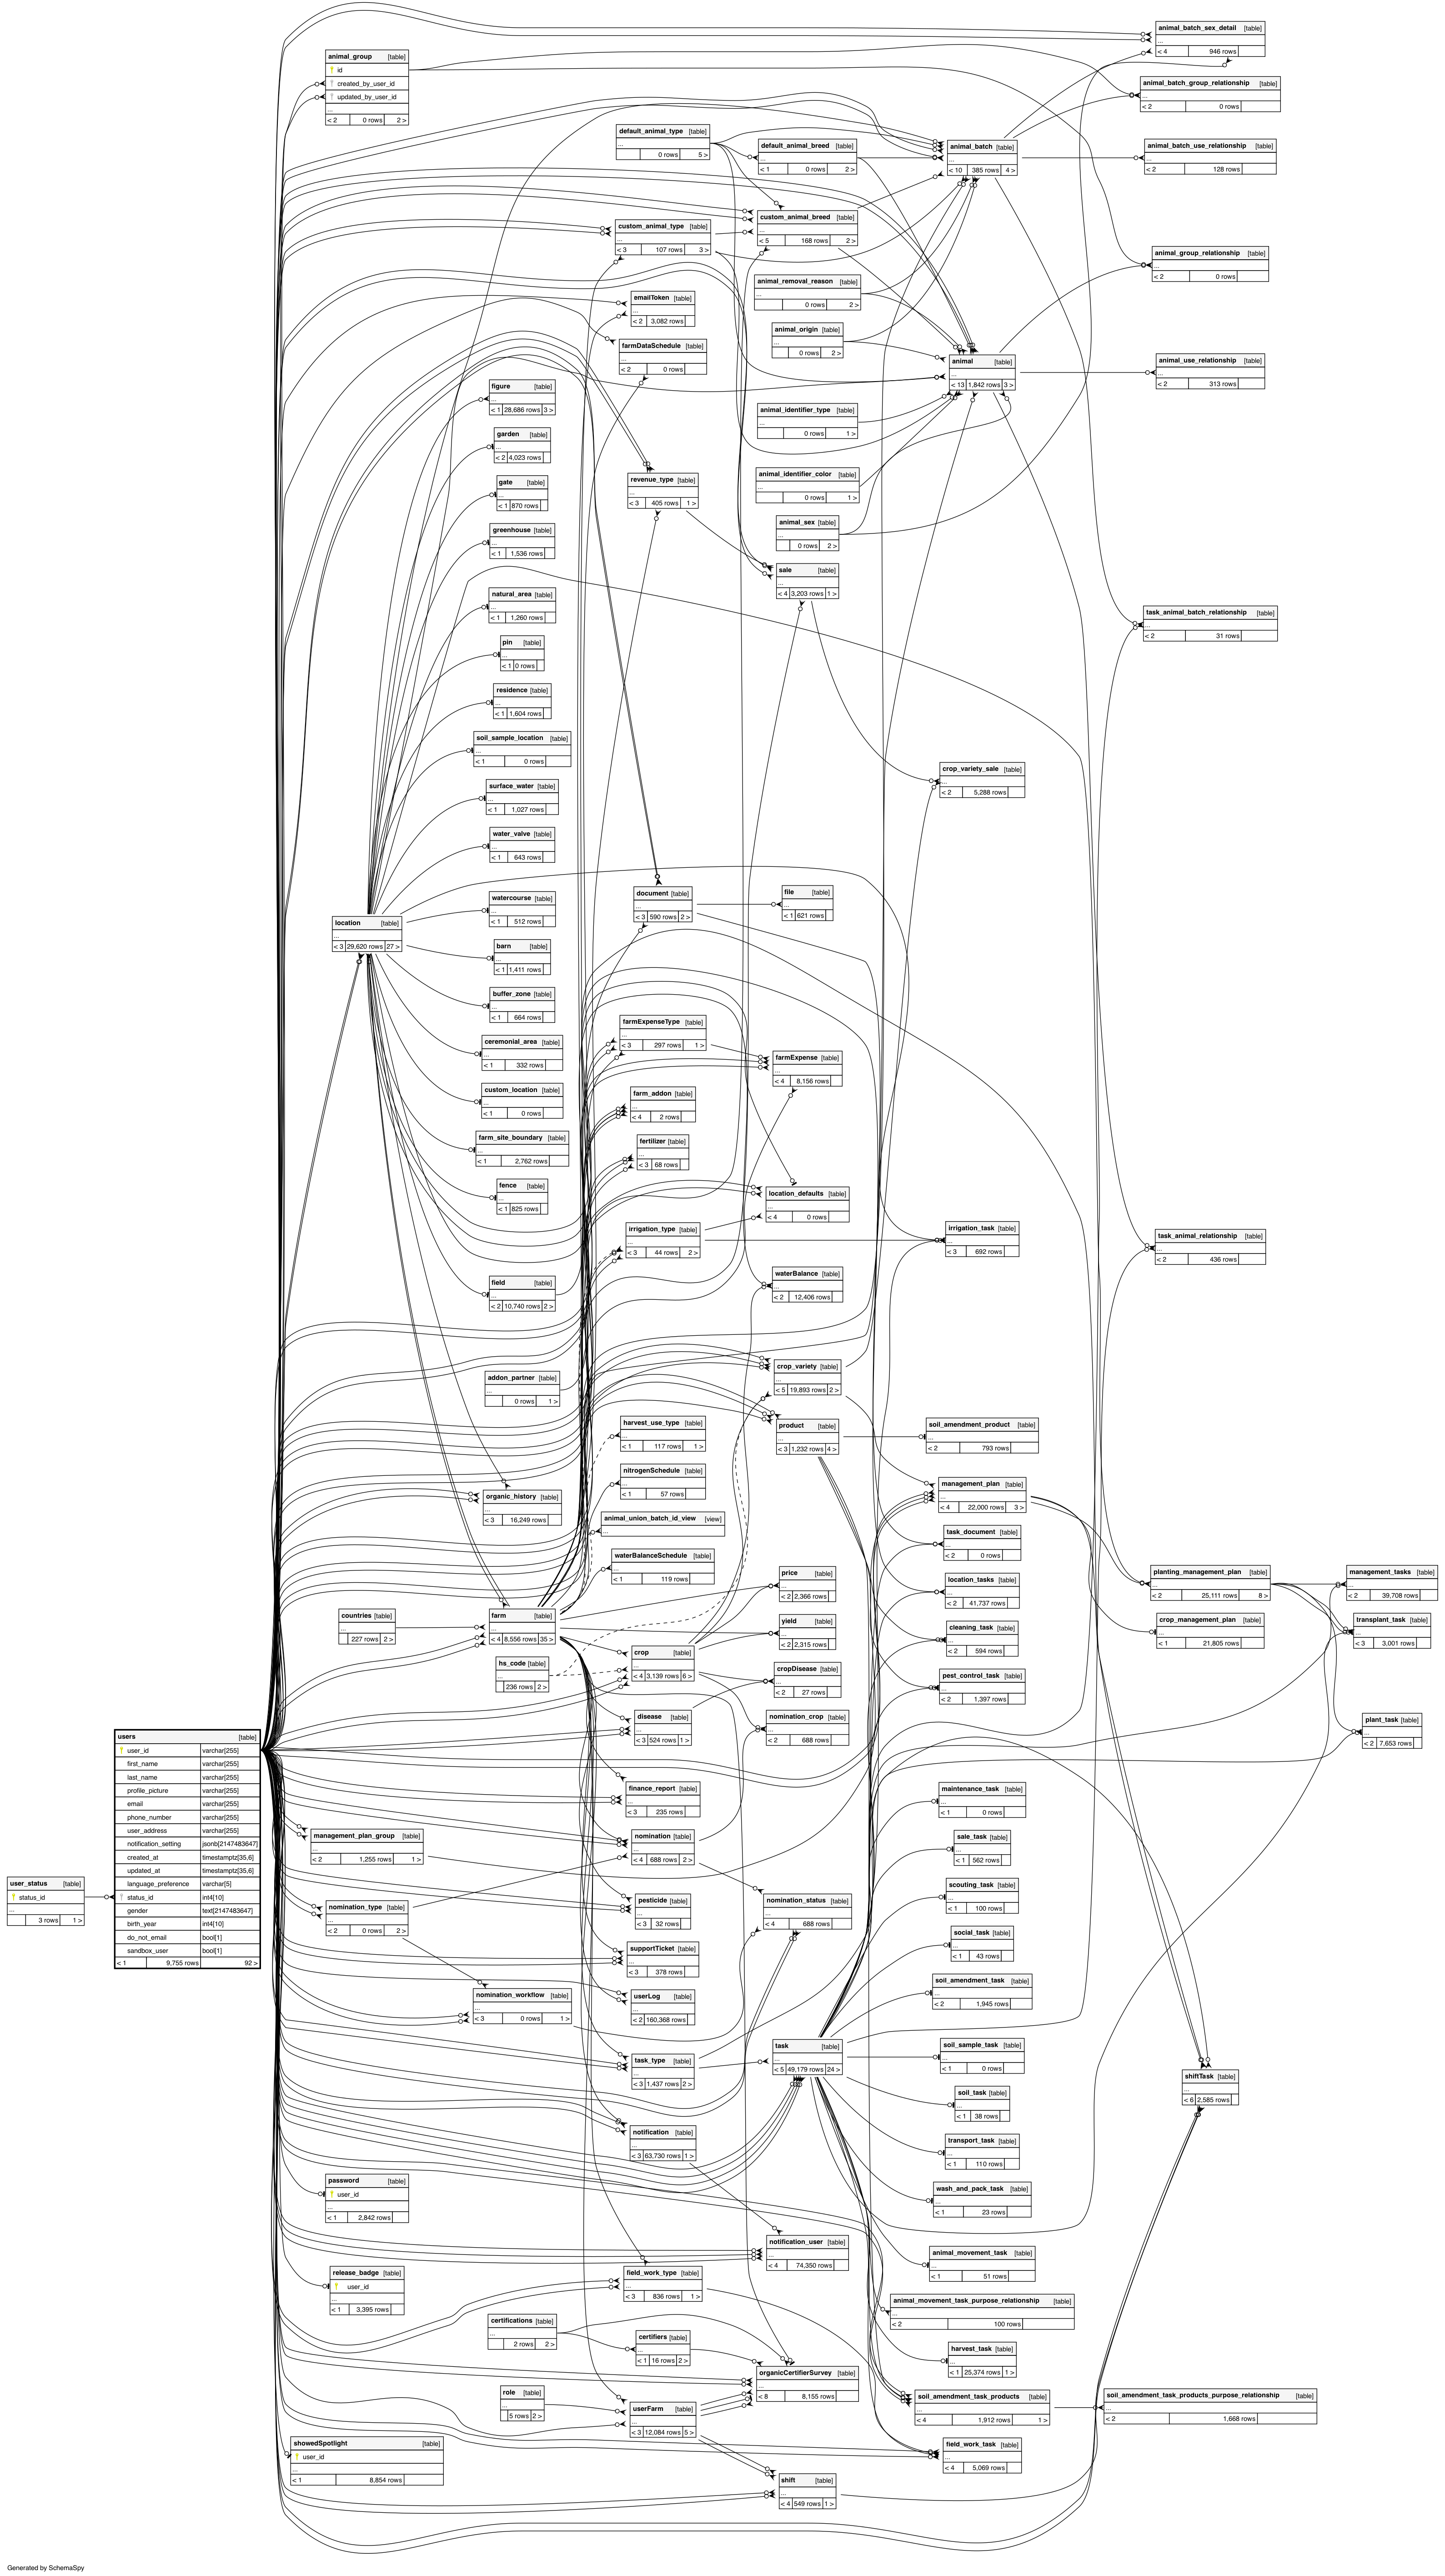 animal_batch_sex_detail [table]
...
< 4 946 rows
animal_group [table]
id
created_by_user_id
updated_by_user_id
...
< 2 0 rows 2 >
animal_batch_group_relationship [table]
...
< 2 0 rows
default_animal_type [table]
...
0 rows 5 >
default_animal_breed [table]
...
< 1 0 rows 2 >
animal_batch [table]
...
< 10 385 rows 4 >
animal_batch_use_relationship [table]
...
< 2 128 rows
custom_animal_breed [table]
...
< 5 168 rows 2 >
custom_animal_type [table]
...
< 3 107 rows 3 >
animal_group_relationship [table]
...
< 2 0 rows
animal_removal_reason [table]
...
0 rows 2 >
emailToken [table]
...
< 2 3,082 rows
animal_origin [table]
...
0 rows 2 >
farmDataSchedule [table]
...
< 2 0 rows
animal [table]
...
< 13 1,842 rows 3 >
animal_use_relationship [table]
...
< 2 313 rows
figure [table]
...
< 1 28,686 rows 3 >
animal_identifier_type [table]
...
0 rows 1 >
garden [table]
...
< 2 4,023 rows
animal_identifier_color [table]
...
0 rows 1 >
gate [table]
...
< 1 870 rows
revenue_type [table]
...
< 3 405 rows 1 >
animal_sex [table]
...
0 rows 2 >
greenhouse [table]
...
< 1 1,536 rows
sale [table]
...
< 4 3,203 rows 1 >
natural_area [table]
...
< 1 1,260 rows
task_animal_batch_relationship [table]
...
< 2 31 rows
pin [table]
...
< 1 0 rows
residence [table]
...
< 1 1,604 rows
soil_sample_location [table]
...
< 1 0 rows
crop_variety_sale [table]
...
< 2 5,288 rows
surface_water [table]
...
< 1 1,027 rows
water_valve [table]
...
< 1 643 rows
document [table]
...
< 3 590 rows 2 >
file [table]
...
< 1 621 rows
watercourse [table]
...
< 1 512 rows
location [table]
...
< 3 29,620 rows 27 >
barn [table]
...
< 1 1,411 rows
buffer_zone [table]
...
< 1 664 rows
farmExpenseType [table]
...
< 3 297 rows 1 >
ceremonial_area [table]
...
< 1 332 rows
farmExpense [table]
...
< 4 8,156 rows
custom_location [table]
...
< 1 0 rows
farm_addon [table]
...
< 4 2 rows
farm_site_boundary [table]
...
< 1 2,762 rows
fertilizer [table]
...
< 3 68 rows
fence [table]
...
< 1 825 rows
location_defaults [table]
...
< 4 0 rows
irrigation_type [table]
...
< 3 44 rows 2 >
irrigation_task [table]
...
< 3 692 rows
task_animal_relationship [table]
...
< 2 436 rows
field [table]
...
< 2 10,740 rows 2 >
waterBalance [table]
...
< 2 12,406 rows
addon_partner [table]
...
0 rows 1 >
crop_variety [table]
...
< 5 19,893 rows 2 >
harvest_use_type [table]
...
< 1 117 rows 1 >
product [table]
...
< 3 1,232 rows 4 >
soil_amendment_product [table]
...
< 2 793 rows
nitrogenSchedule [table]
...
< 1 57 rows
organic_history [table]
...
< 3 16,249 rows
management_plan [table]
...
< 4 22,000 rows 3 >
animal_union_batch_id_view [view]
...
task_document [table]
...
< 2 0 rows
waterBalanceSchedule [table]
...
< 1 119 rows
price [table]
...
< 2 2,366 rows
location_tasks [table]
...
< 2 41,737 rows
planting_management_plan [table]
...
< 2 25,111 rows 8 >
management_tasks [table]
...
< 2 39,708 rows
countries [table]
...
227 rows 2 >
farm [table]
...
< 4 8,556 rows 35 >
yield [table]
...
< 2 2,315 rows
cleaning_task [table]
...
< 2 594 rows
crop_management_plan [table]
...
< 1 21,805 rows
transplant_task [table]
...
< 3 3,001 rows
hs_code [table]
...
236 rows 2 >
crop [table]
...
< 4 3,139 rows 6 >
cropDisease [table]
...
< 2 27 rows
pest_control_task [table]
...
< 2 1,397 rows
disease [table]
...
< 3 524 rows 1 >
nomination_crop [table]
...
< 2 688 rows
plant_task [table]
...
< 2 7,653 rows
users [table]
user_id varchar[255]
first_name varchar[255]
last_name varchar[255]
profile_picture varchar[255]
email varchar[255]
phone_number varchar[255]
user_address varchar[255]
notification_setting jsonb[2147483647]
created_at timestamptz[35,6]
updated_at timestamptz[35,6]
language_preference varchar[5]
status_id int4[10]
gender text[2147483647]
birth_year int4[10]
do_not_email bool[1]
sandbox_user bool[1]
< 1 9,755 rows 92 >
finance_report [table]
...
< 3 235 rows
maintenance_task [table]
...
< 1 0 rows
management_plan_group [table]
...
< 2 1,255 rows 1 >
nomination [table]
...
< 4 688 rows 2 >
sale_task [table]
...
< 1 562 rows
user_status [table]
status_id
...
3 rows 1 >
nomination_type [table]
...
< 2 0 rows 2 >
pesticide [table]
...
< 3 32 rows
nomination_status [table]
...
< 4 688 rows
scouting_task [table]
...
< 1 100 rows
supportTicket [table]
...
< 3 378 rows
social_task [table]
...
< 1 43 rows
nomination_workflow [table]
...
< 3 0 rows 1 >
userLog [table]
...
< 2 160,368 rows
soil_amendment_task [table]
...
< 2 1,945 rows
task_type [table]
...
< 3 1,437 rows 2 >
task [table]
...
< 5 49,179 rows 24 >
soil_sample_task [table]
...
< 1 0 rows
shiftTask [table]
...
< 6 2,585 rows
soil_task [table]
...
< 1 38 rows
notification [table]
...
< 3 63,730 rows 1 >
transport_task [table]
...
< 1 110 rows
password [table]
user_id
...
< 1 2,842 rows
wash_and_pack_task [table]
...
< 1 23 rows
notification_user [table]
...
< 4 74,350 rows
animal_movement_task [table]
...
< 1 51 rows
release_badge [table]
user_id
...
< 1 3,395 rows
field_work_type [table]
...
< 3 836 rows 1 >
animal_movement_task_purpose_relationship [table]
...
< 2 100 rows
certifications [table]
...
2 rows 2 >
certifiers [table]
...
< 1 16 rows 2 >
harvest_task [table]
...
< 1 25,374 rows 1 >
organicCertifierSurvey [table]
...
< 8 8,155 rows
role [table]
...
5 rows 2 >
userFarm [table]
...
< 3 12,084 rows 5 >
soil_amendment_task_products [table]
...
< 4 1,912 rows 1 >
soil_amendment_task_products_purpose_relationship [table]
...
< 2 1,668 rows
showedSpotlight [table]
user_id
...
< 1 8,854 rows
field_work_task [table]
...
< 4 5,069 rows
shift [table]
...
< 4 549 rows 1 >
Generated by SchemaSpy